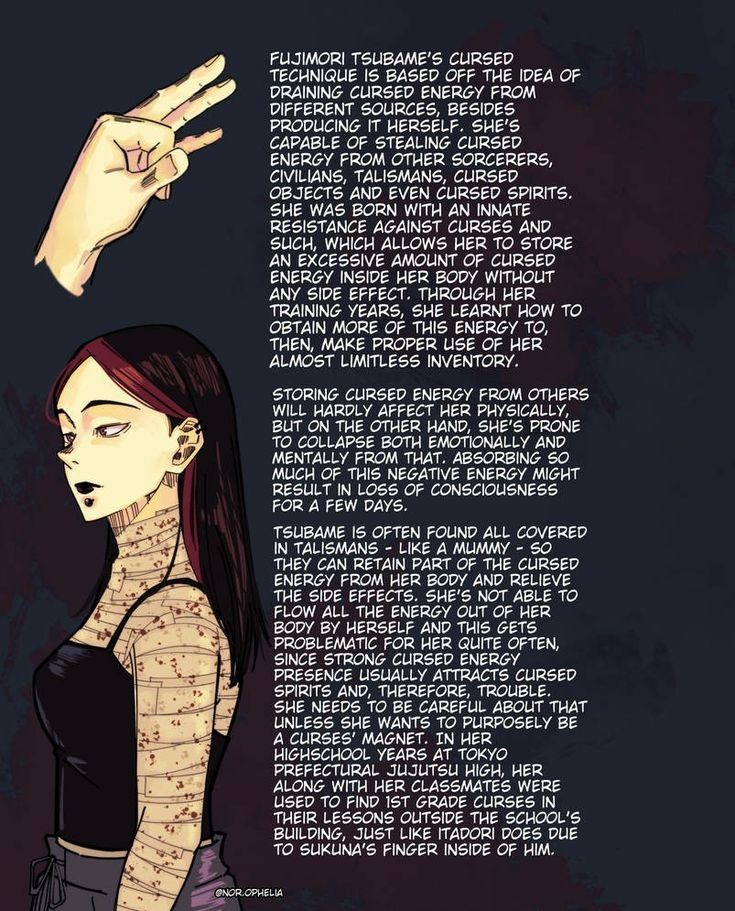 FUJIMORI TSUBAME'S CURSED
TECHNIQUE IS BASED OFF THE IDEA OF
DRAINING CURSED ENERGY FROM
DIFFERENT SOURCES, BESIDES
PRODUCING IT HERSELF. SHE'S
CAPABLE OF STEALING CURSED
ENERGY FROM OTHER SORCERERS,
CIVILIANS, TALISMANS, CURSED
OBJECTS AND EVEN CURSED SPIRITS.
SHE WAS BORN WITH AN INNATE
RESISTANCE AGAINST CURSES AND
SUCH, WHICH ALLOWS HER TO STORE
AN EXCESSIVE AMOUNT OF CURSED
ENERGY INSIDE HER BODY WITHOUT
ANY SIDE EFFECT. THROUGH HER
TRAINING YEARS, SHE LEARNT HOW TO
OBTAIN MORE OF THIS ENERGY TO,
THEN, MAKE PROPER USE OF HER
ALMOST LIMITLESS INVENTORY.
STORING CURSED ENERGY FROM OTHERS
WILL HARDLY AFFECT HER PHYSICALLY,
BUT ON THE OTHER HAND, SHE'S PRONE
TO COLLAPSE BOTH EMOTIONALLY AND
MENTALLY FROM THAT. ABSORBING SO
MUCH OF THIS NEGATIVE ENERGY MIGHT
RESULT IN LOSS OF CONSCIOUSNESS
FOR A FEW DAYS.
TSUBAME IS OFTEN FOUND ALL COVERED
IN TALISMANS - LIKE A MUMMY - SO
THEY CAN RETAIN PART OF THE CURSED
ENERGY FROM HER BODY AND RELIEVE
THE SIDE EFFECTS. SHE'S NOT ABLE TO
FLOW ALL THE ENERGY OUT OF HER
BODY BY HERSELF AND THIS GETS
PROBLEMATIC FOR HER QUITE OFTEN,
SINCE STRONG CURSED ENERGY
PRESENCE USUALLY ATTRACTS CURSED
SPIRITS AND, THEREFORE, TROUBLE.
SHE NEEDS TO BE CAREFUL ABOUT THAT
UNLESS SHE WANTS TO PURPOSELY BE
A CURSES' MAGNET. IN HER
HIGHSCHOOL YEARS AT TOKYO
PREFECTURAL JUJUTSU HIGH, HER
ALONG WITH HER CLASSMATES WERE
USED TO FIND 1ST GRADE CURSES IN
THEIR LESSONS OUTSIDE THE SCHOOL'S
BUILDING, JUST LIKE ITADORI DOES DUE
TO SUKUNA'S FINGER INSIDE OF HIM.
@NOR.OPHELIA